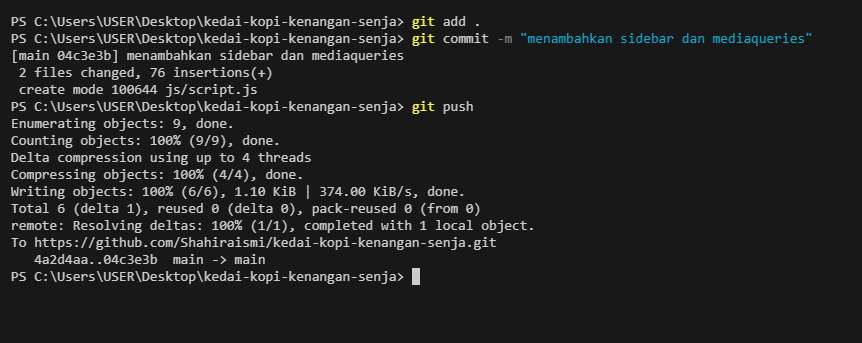 PS C:\Users\USER\Desktop\kedai-kopi-kenangan-senja> git add .
PS C:\Users\USER\Desktop\kedai-kopi-kenangan-senja> git commit -m "menambahkan sidebar dan mediaqueries"
[main 04c3e3b] menambahkan sidebar dan mediaqueries
 2 files changed, 76 insertions(+)
 create mode 100644 js/script.js
PS C:\Users\USER\Desktop\kedai-kopi-kenangan-senja> git push
Enumerating objects: 9, done.
Counting objects: 100% (9/9), done.
Delta compression using up to 4 threads
Compressing objects: 100% (4/4), done.
Writing objects: 100% (6/6), 1.10 KiB | 374.00 KiB/s, done.
Total 6 (delta 1), reused 0 (delta 0), pack-reused 0 (from 0)
remote: Resolving deltas: 100% (1/1), completed with 1 local object.
To https://github.com/Shahiraismi/kedai-kopi-kenangan-senja.git
   4a2d4aa..04c3e3b  main -> main
PS C:\Users\USER\Desktop\kedai-kopi-kenangan-senja>